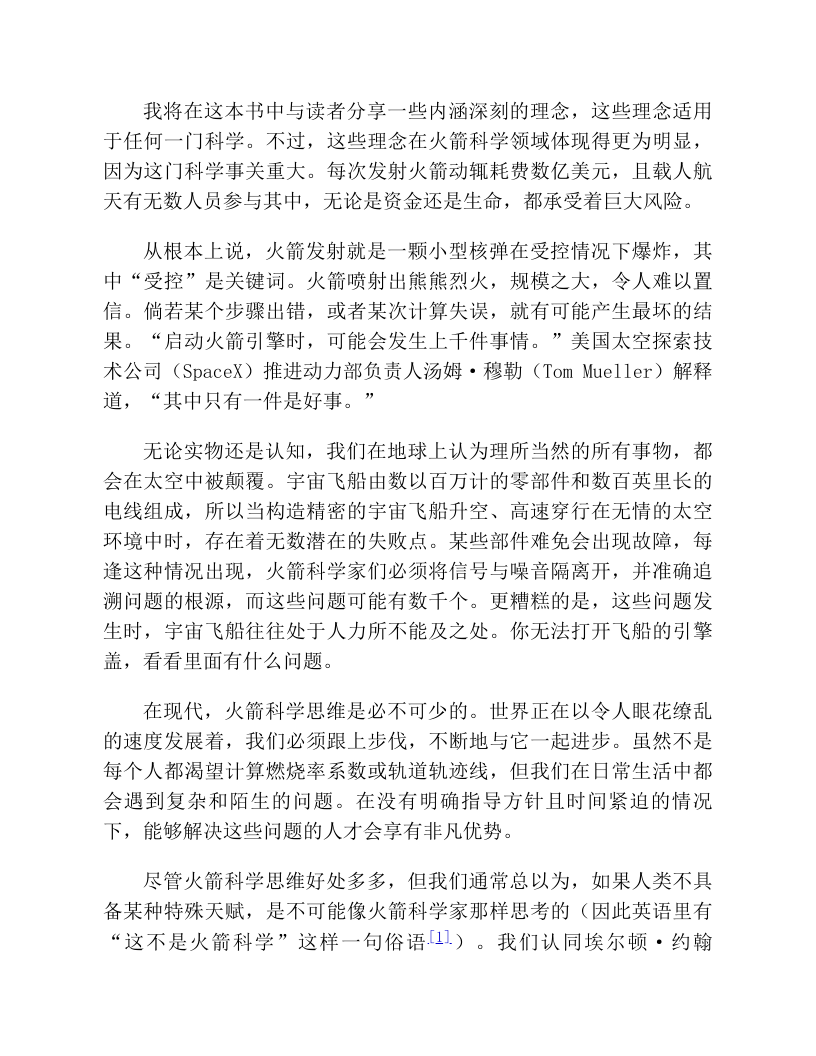 我将在这本书中与读者分享一些内涵深刻的理念，这些理念适用
于任何一门科学。不过，这些理念在火箭科学领域体现得更为明显，
因为这门科学事关重大。每次发射火箭动辄耗费数亿美元，且载人航
天有无数人员参与其中，无论是资金还是生命，都承受着巨大风险。
从根本上说，火箭发射就是一颗小型核弹在受控情况下爆炸，其
中“受控”是关键词。火箭喷射出熊熊烈火，规模之大，令人难以置
信。倘若某个步骤出错，或者某次计算失误，就有可能产生最坏的结
果。“启动火箭引擎时，可能会发生上千件事情。”美国太空探索技
术公司（SpaceX）推进动力部负责人汤姆·穆勒（Tom Mueller）解释
道，“其中只有一件是好事。”
无论实物还是认知，我们在地球上认为理所当然的所有事物，都
会在太空中被颠覆。宇宙飞船由数以百万计的零部件和数百英里长的
电线组成，所以当构造精密的宇宙飞船升空、高速穿行在无情的太空
环境中时，存在着无数潜在的失败点。某些部件难免会出现故障，每
逢这种情况出现，火箭科学家们必须将信号与噪音隔离开，并准确追
溯问题的根源，而这些问题可能有数千个。更糟糕的是，这些问题发
生时，宇宙飞船往往处于人力所不能及之处。你无法打开飞船的引擎
盖，看看里面有什么问题。
在现代，火箭科学思维是必不可少的。世界正在以令人眼花缭乱
的速度发展着，我们必须跟上步伐，不断地与它一起进步。虽然不是
每个人都渴望计算燃烧率系数或轨道轨迹线，但我们在日常生活中都
会遇到复杂和陌生的问题。在没有明确指导方针且时间紧迫的情况
下，能够解决这些问题的人才会享有非凡优势。
尽管火箭科学思维好处多多，但我们通常总以为，如果人类不具
备某种特殊天赋，是不可能像火箭科学家那样思考的（因此英语里有
“这不是火箭科学”这样一句俗语[1]）。我们认同埃尔顿·约翰